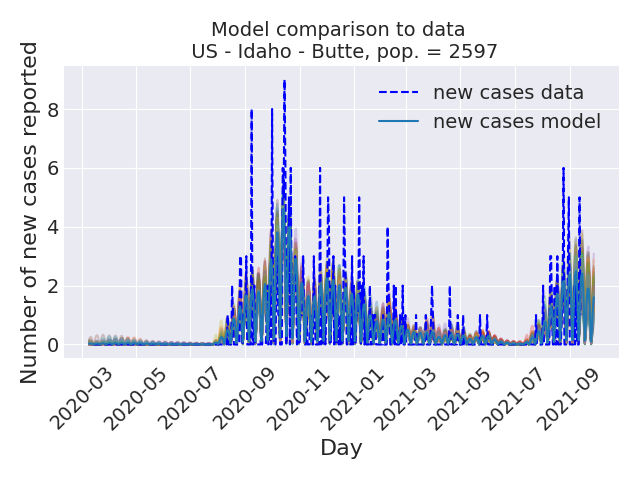 Model comparison to data
US - Idaho - Butte, pop. = 2597
Number of new cases reported
8
6
4
2
0
new cases data
new cases model
2020-03
2020-05
2020-07
2020-09
2020-11
2021-01
2021-03
2021-05
2021-07
2021-09
Day